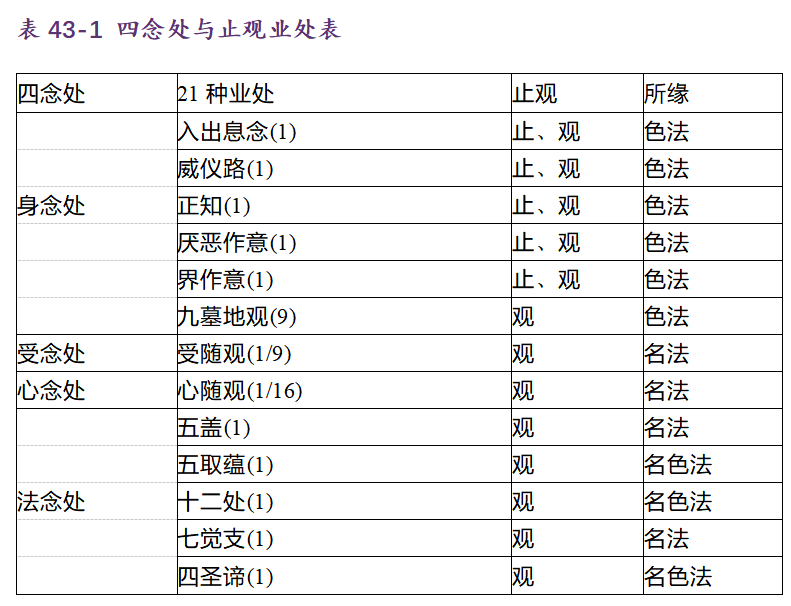 表 43-1 四念处与止观业处表
四念处 21 种业处 止观 所缘
入出息念(1) 止、观 色法
威仪路(1) 止、观 色法
身念处 正知(1) 止、观 色法
厌恶作意(1) 止、观 色法
界作意(1) 止、观 色法
九墓地观(9) 观 色法
受念处 受随观(1/9) 观 名法
心念处 心随观(1/16) 观 名法
五盖(1) 观 名法
五取蕴(1) 观 名色法
法念处 十二处(1) 观 名色法
七觉支(1) 观 名法
四圣谛(1) 观 名色法